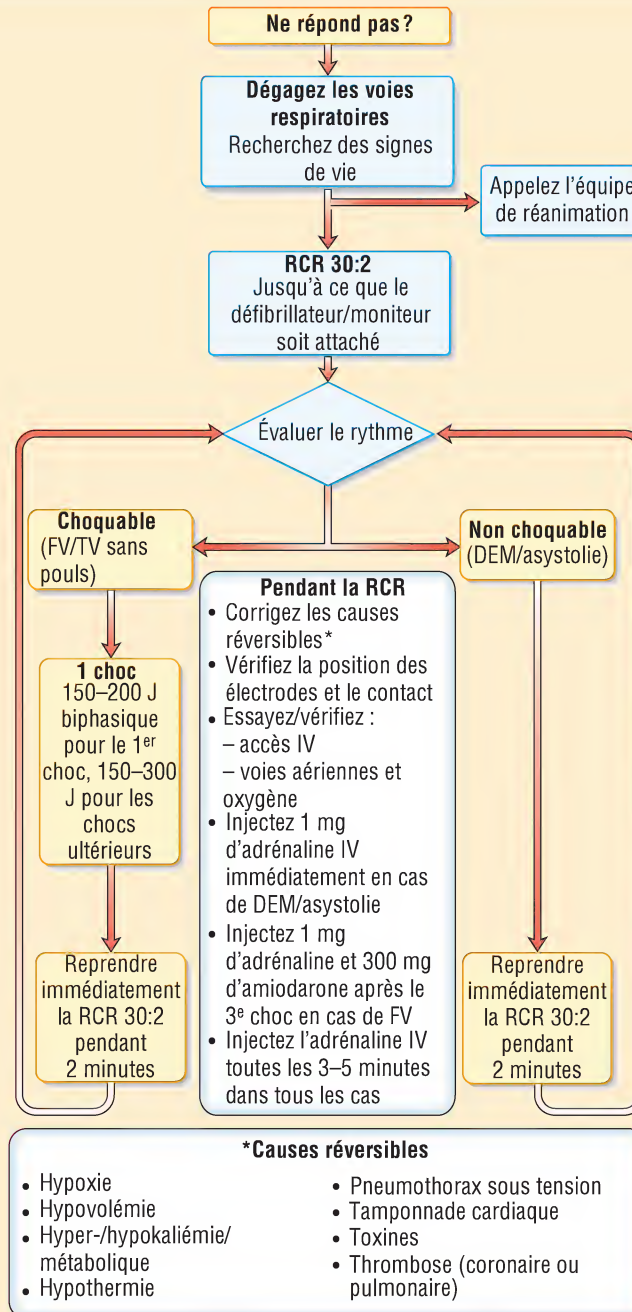 Ne répond pas ?
Dégagez les voies
respiratoires
Recherchez des signes
de vie
Appelez l'équipe
de réanimation
RCR 30:2
Jusqu'à ce que le
défibrillateur/moniteur
soit attaché
Évaluer le rythme
Choquable
(FV/TV sans
pouls)
Non choquable
(DEM/asystolie)
1 choc
150–200 J
biphasique
pour le 1er
choc, 150–300
J pour les
chocs
ultérieurs
Pendant la RCR
• Corrigez les causes
réversibles*
• Vérifiez la position des
électrodes et le contact
• Essayez/vérifiez :
– accès IV
– voies aériennes et
oxygène
• Injectez 1 mg
d'adrénaline IV
immédiatement en cas
de DEM/asystolie
• Injectez 1 mg
d'adrénaline et 300 mg
d'amiodarone après le
3e choc en cas de FV
• Injectez l'adrénaline IV
toutes les 3–5 minutes
dans tous les cas
Reprendre
immédiatement
la RCR 30:2
pendant
2 minutes
Reprendre
immédiatement
la RCR 30:2
pendant
2 minutes
*Causes réversibles
• Hypoxie
• Hypovolémie
• Hyper-/hypokaliémie/
métabolique
• Hypothermie
• Pneumothorax sous tension
• Tamponnade cardiaque
• Toxines
• Thrombose (coronaire ou
pulmonaire)